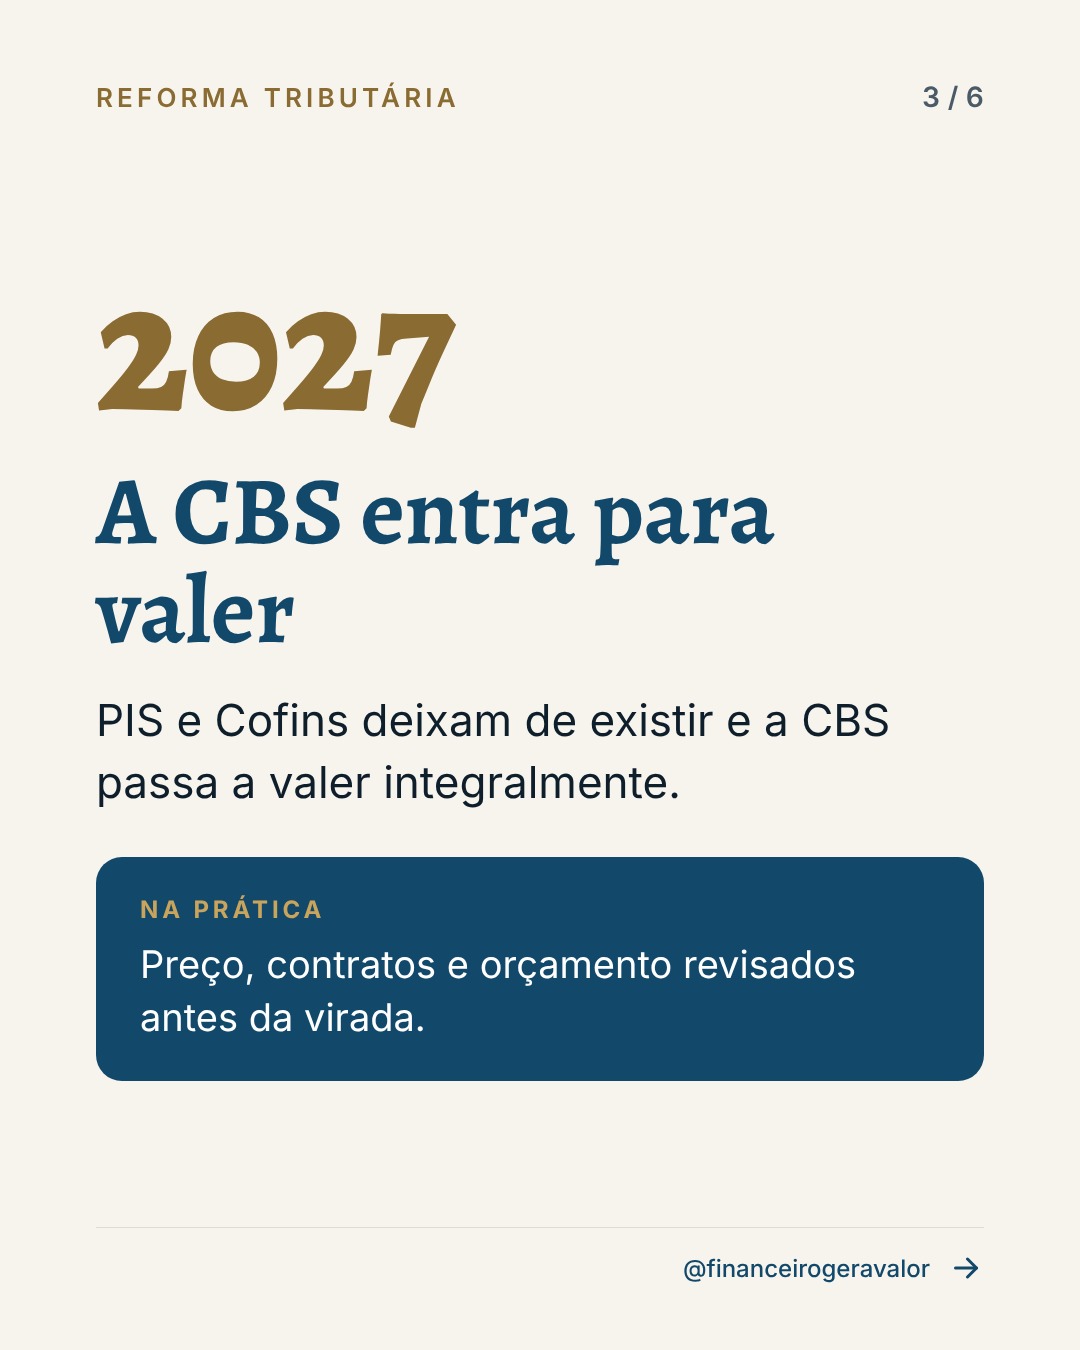 REFORMA TRIBUTÁRIA
3 / 6
2027
A CBS entra para
valer
PIS e Cofins deixam de existir e a CBS
passa a valer integralmente.
NA PRÁTICA
Preço, contratos e orçamento revisados
antes da virada.
@financeirogeravalor →